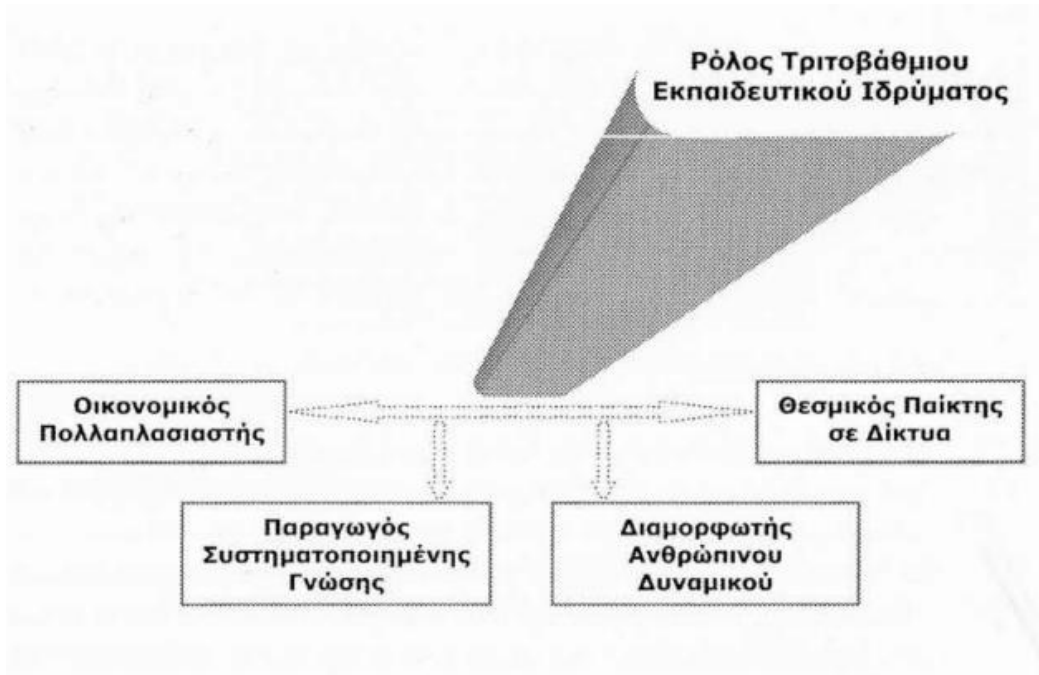 Ρόλος Τριτοβάθμιου
Εκπαιδευτικού Ιδρύματος
Οικονομικός
Πολλαπλασιαστής
Θεσμικός Παίκτης
σε Δίκτυα
Παραγωγός
Συστηματοποιημένης
Γνώσης
Διαμορφωτής
Ανθρώπινου
Δυναμικού